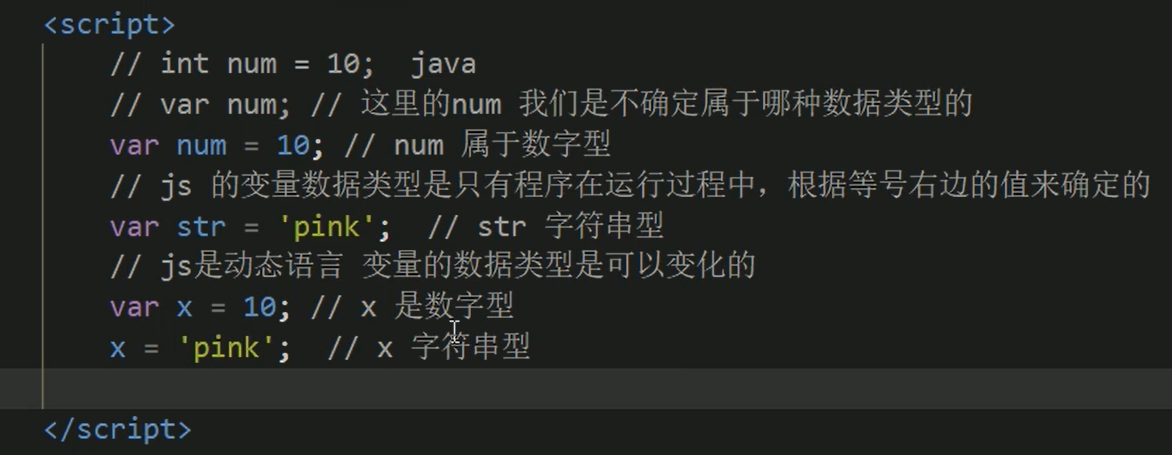 <script>
// int num = 10;  java
// var num; // 这里的num 我们是不确定属于哪种数据类型的
var num = 10; // num 属于数字型
// js 的变量数据类型是只有程序在运行过程中，根据等号右边的值来确定的
var str = 'pink';  // str 字符串型
// js是动态语言 变量的数据类型是可以变化的
var x = 10; // x 是数字型
x = 'pink';  // x 字符串型
</script>